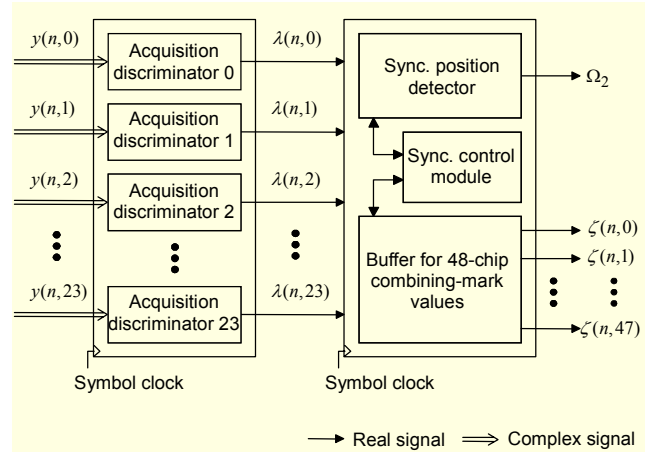 y(n,0)
Acquisition
discriminator 0
λ(n,0)
y(n,1)
Acquisition
discriminator 1
λ(n,1)
y(n,2)
Acquisition
discriminator 2
λ(n,2)
y(n,23)
Acquisition
discriminator 23
λ(n,23)
Symbol clock
Sync. position
detector
Ω₂
Sync. control
module
Buffer for 48-chip
combining-mark
values
ζ(n,0)
ζ(n,1)
ζ(n,47)
Symbol clock
Real signal
Complex signal